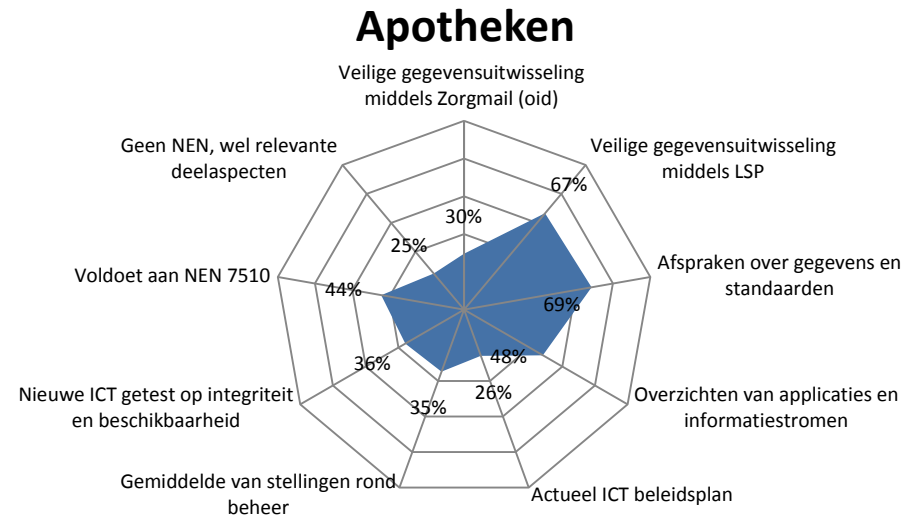 Apotheken
Veilige gegevensuitwisseling
middels Zorgmail (oid)
Geen NEN, wel relevante
deelaspecten
Veilige gegevensuitwisseling
middels LSP
67%
30%
25%
Voldoet aan NEN 7510
44%
69%
Afspraken over gegevens en
standaarden
48%
36%
26%
35%
Nieuwe ICT getest op integriteit
en beschikbaarheid
Overzichten van applicaties en
informatiestromen
Gemiddelde van stellingen rond
beheer
Actueel ICT beleidsplan